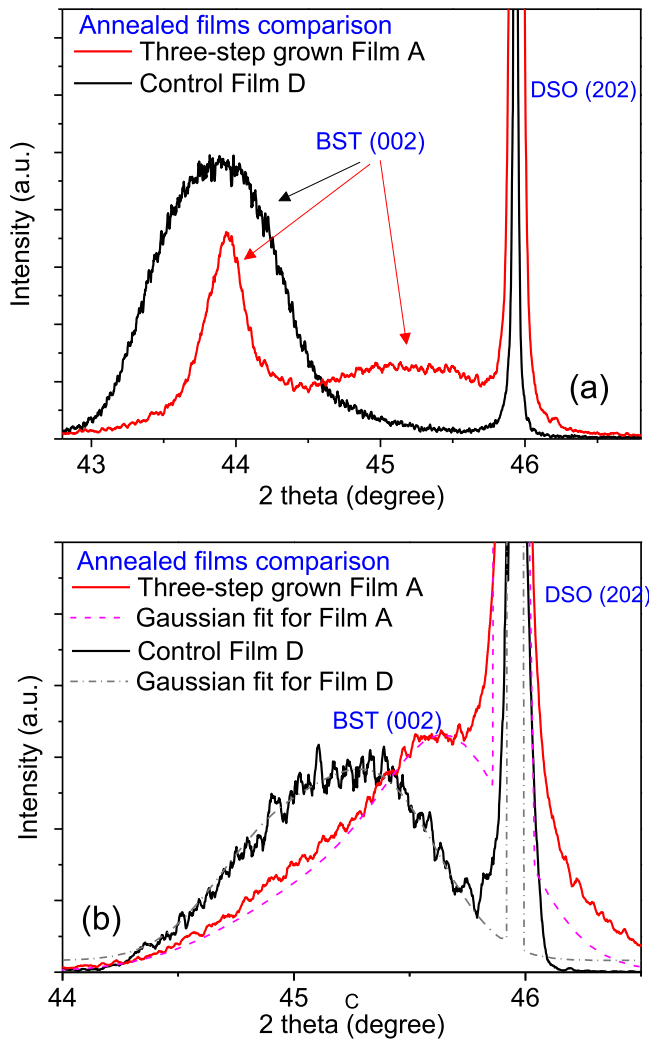 Annealed films comparison
Three-step grown Film A
Control Film D
DSO (202)
BST (002)
Intensity (a.u.)
(a)
43 44 45 46
2 theta (degree)
Annealed films comparison
Three-step grown Film A
DSO (202)
Gaussian fit for Film A
Control Film D
Gaussian fit for Film D
BST (002)
Intensity (a.u.)
(b)
44 45 46
C
2 theta (degree)